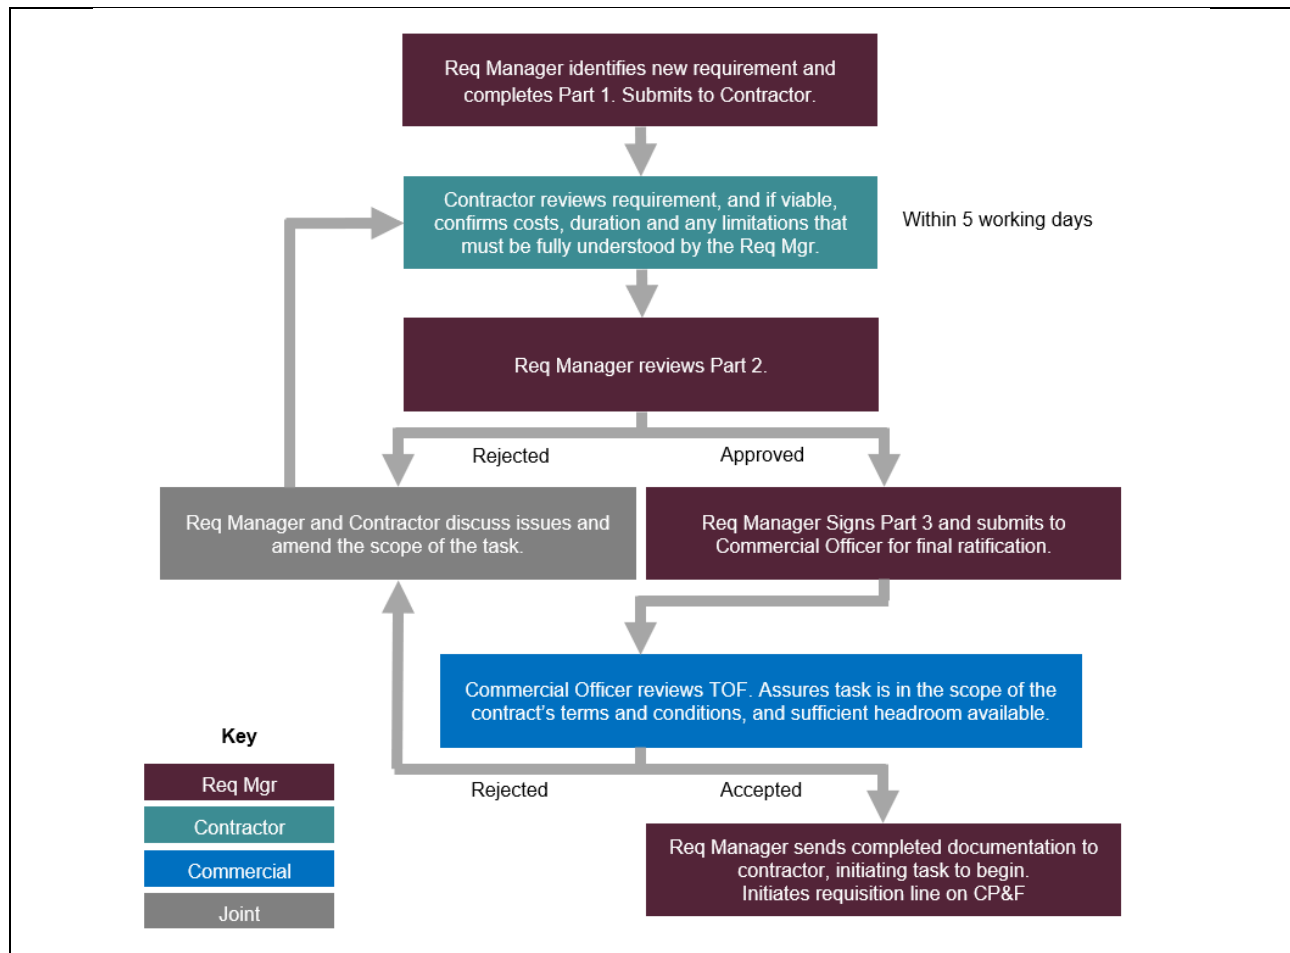 Req Manager identifies new requirement and
completes Part 1. Submits to Contractor.
Contractor reviews requirement, and if viable,
confirms costs, duration and any limitations that
must be fully understood by the Req Mgr.
Within 5 working days
Req Manager reviews Part 2.
Rejected
Approved
Req Manager and Contractor discuss issues and
amend the scope of the task.
Req Manager Signs Part 3 and submits to
Commercial Officer for final ratification.
Commercial Officer reviews TOF. Assures task is in the scope of the
contract's terms and conditions, and sufficient headroom available.
Rejected
Accepted
Req Manager sends completed documentation to
contractor, initiating task to begin.
Initiates requisition line on CP&F
Key
Req Mgr
Contractor
Commercial
Joint